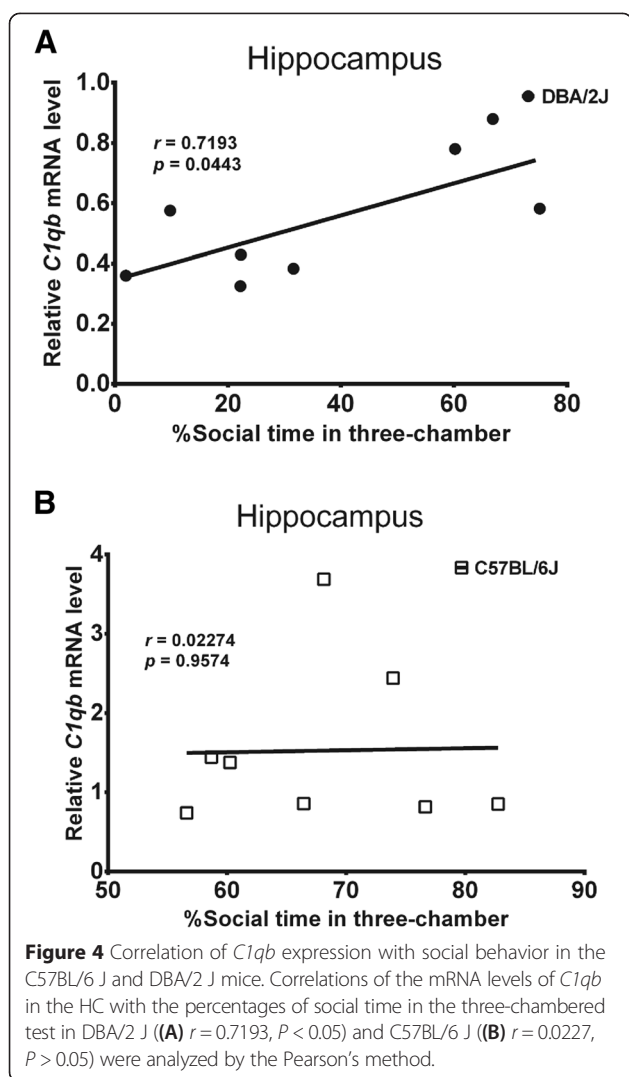 A
Hippocampus
1.0
0.8
0.6
0.4
0.2
0.0
Relative C1qb mRNA level
r = 0.7193
p = 0.0443
DBA/2J
0 20 40 60 80
%Social time in three-chamber
B
Hippocampus
4
3
2
1
0
Relative C1qb mRNA level
r = 0.02274
p = 0.9574
C57BL/6J
50 60 70 80 90
%Social time in three-chamber
Figure 4 Correlation of C1qb expression with social behavior in the
C57BL/6 J and DBA/2 J mice. Correlations of the mRNA levels of C1qb
in the HC with the percentages of social time in the three-chambered
test in DBA/2 J ((A) r = 0.7193, P < 0.05) and C57BL/6 J ((B) r = 0.0227,
P > 0.05) were analyzed by the Pearson's method.